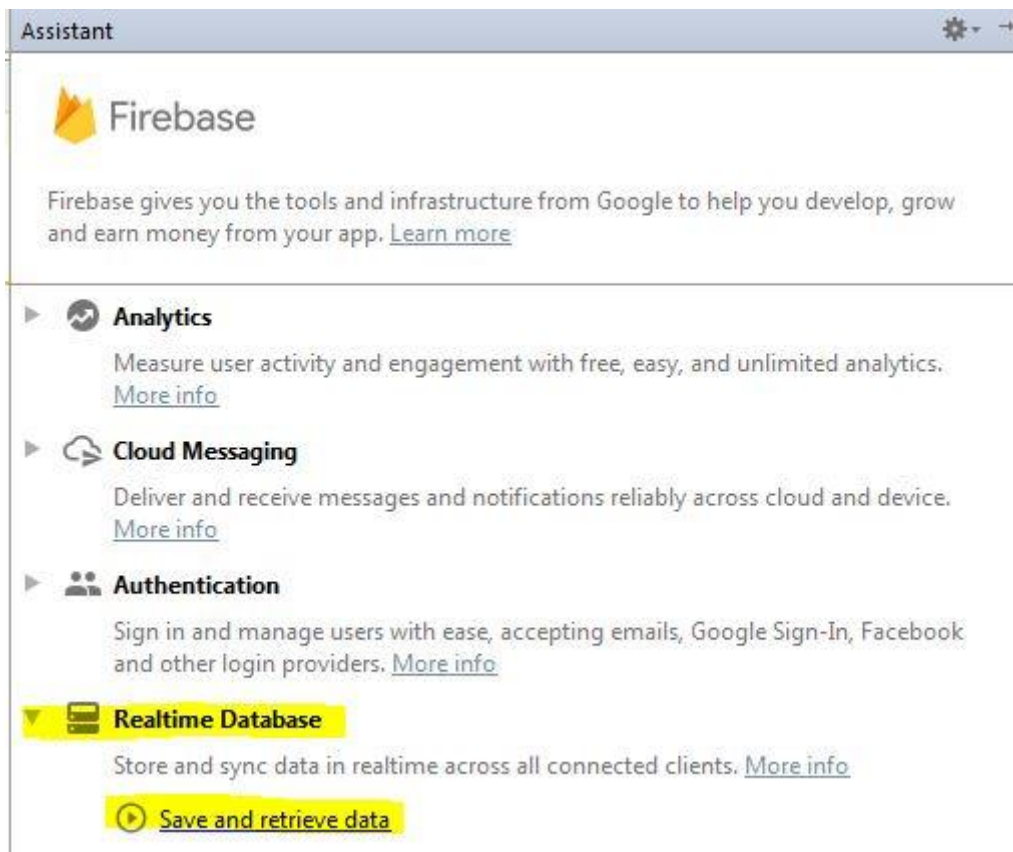 Assistant
Firebase
Firebase gives you the tools and infrastructure from Google to help you develop, grow
and earn money from your app. Learn more
Analytics
Measure user activity and engagement with free, easy, and unlimited analytics.
More info
Cloud Messaging
Deliver and receive messages and notifications reliably across cloud and device.
More info
Authentication
Sign in and manage users with ease, accepting emails, Google Sign-In, Facebook
and other login providers. More info
Realtime Database
Store and sync data in realtime across all connected clients. More info
Save and retrieve data